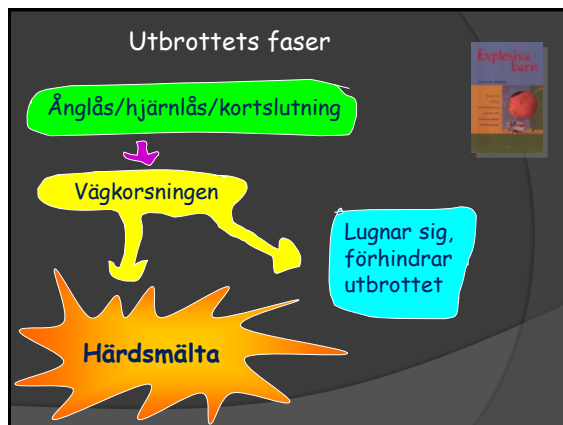 Utbrottets faser
Explosiva
barn
Ånglås/hjärnlås/kortslutning
Vägkorsningen
Lugnar sig,
förhindrar
utbrottet
Härdsmälta